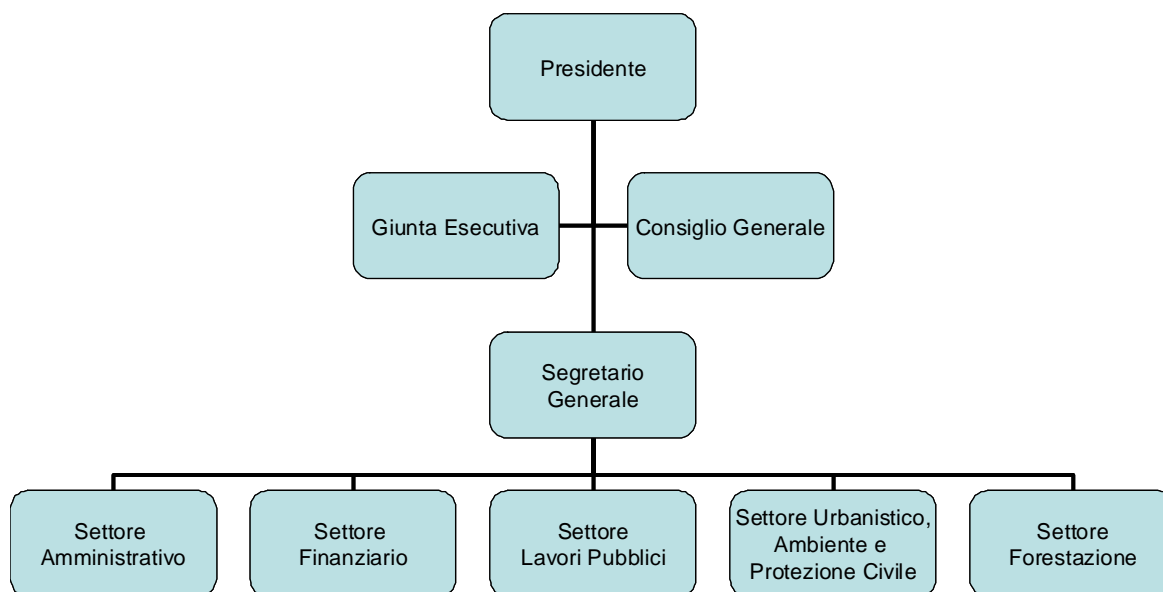 Presidente
Giunta Esecutiva
Consiglio Generale
Segretario
Generale
Settore
Amministrativo
Settore
Finanziario
Settore
Lavori Pubblici
Settore Urbanistico,
Ambiente e
Protezione Civile
Settore
Forestazione